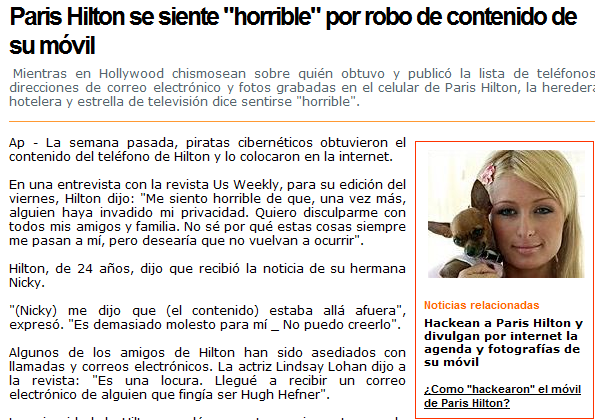 Paris Hilton se siente "horrible" por robo de contenido de
su móvil
Mientras en Hollywood chismosean sobre quién obtuvo y publicó la lista de teléfonos
direcciones de correo electrónico y fotos grabadas en el celular de Paris Hilton, la hereder
hotelera y estrella de televisión dice sentirse "horrible".
Ap - La semana pasada, piratas cibernéticos obtuvieron el
contenido del teléfono de Hilton y lo colocaron en la internet.
En una entrevista con la revista Us Weekly, para su edición del
viernes, Hilton dijo: "Me siento horrible de que, una vez más,
alguien haya invadido mi privacidad. Quiero disculparme con
todos mis amigos y familia. No sé por qué estas cosas siempre
me pasan a mí, pero desearía que no vuelvan a ocurrir".
Hilton, de 24 años, dijo que recibió la noticia de su hermana
Nicky.
"(Nicky) me dijo que (el contenido) estaba allá afuera",
expresó. "Es demasiado molesto para mí _ No puedo creerlo".
Algunos de los amigos de Hilton han sido asediados con
llamadas y correos electrónicos. La actriz Lindsay Lohan dijo a
la revista: "Es una locura. Llegué a recibir un correo
electrónico de alguien que fingía ser Hugh Hefner".
Noticias relacionadas
Hackean a Paris Hilton y
divulgan por internet la
agenda y fotografías de
su móvil
¿Como "hackearon" el móvil
de Paris Hilton?